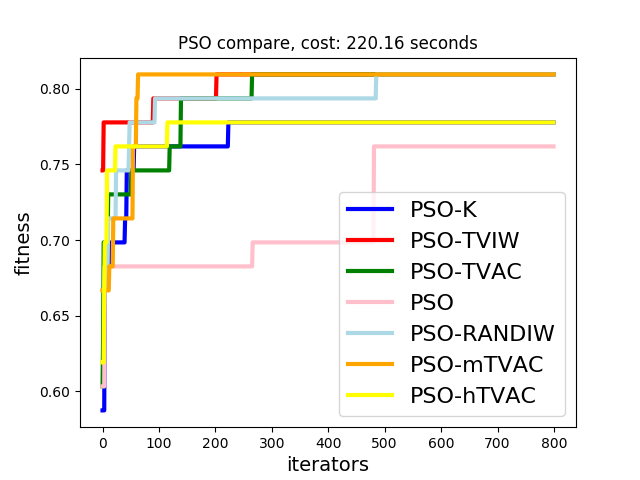 PSO compare, cost: 220.16 seconds
0.80
0.75
0.70
0.65
0.60
fitness
PSO-K
PSO-TVIW
PSO-TVAC
PSO
PSO-RANDIW
PSO-mTVAC
PSO-hTVAC
0 100 200 300 400 500 600 700 800
iterators